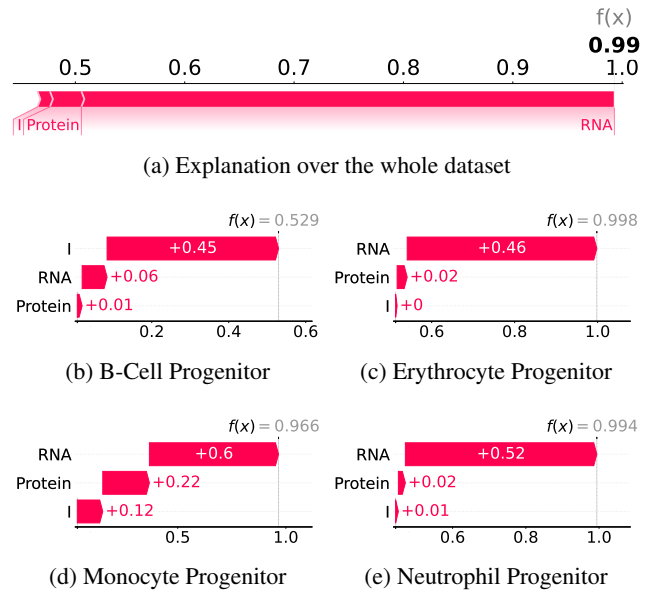 f(x)
0.99
0.5 0.6 0.7 0.8 0.9 1.0
I Protein RNA
(a) Explanation over the whole dataset
f(x) = 0.529
I +0.45
RNA +0.06
Protein +0.01
0.2 0.4 0.6
(b) B-Cell Progenitor
f(x) = 0.998
RNA +0.46
Protein +0.02
I +0
0.6 0.8 1.0
(c) Erythrocyte Progenitor
f(x) = 0.966
RNA +0.6
Protein +0.22
I +0.12
0.5 1.0
(d) Monocyte Progenitor
f(x) = 0.994
RNA +0.52
Protein +0.02
I +0.01
0.6 0.8 1.0
(e) Neutrophil Progenitor